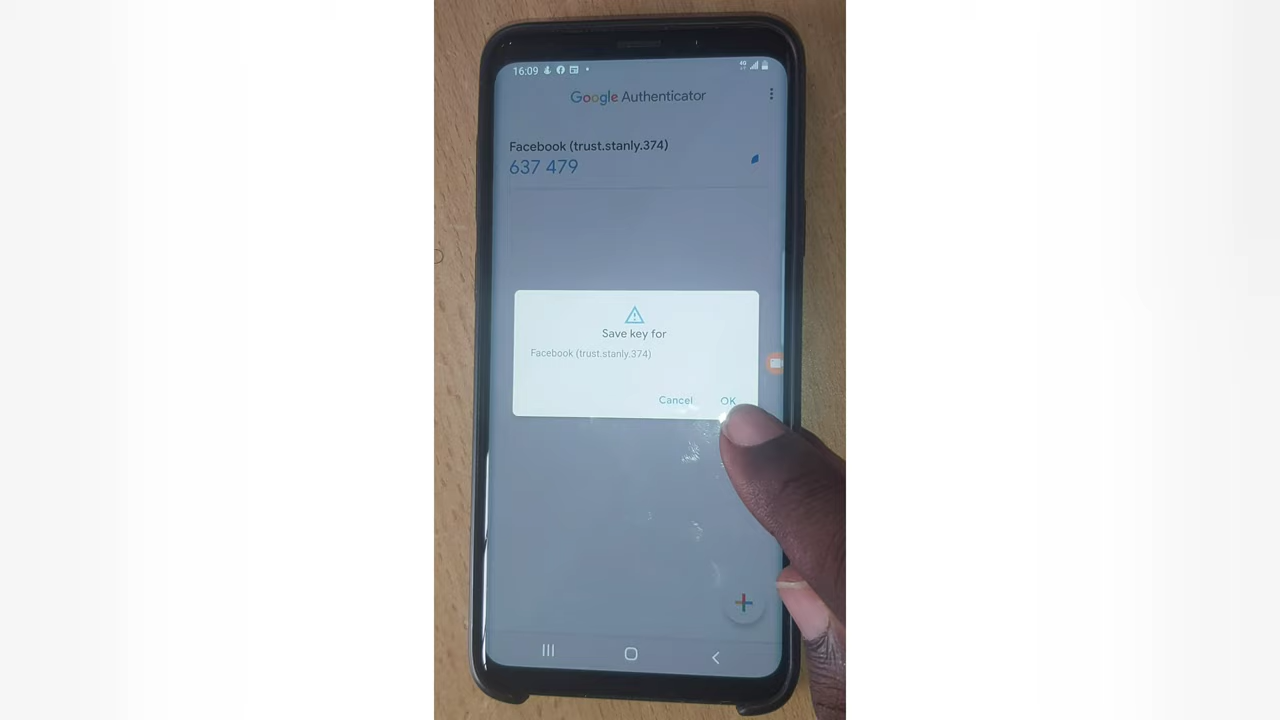 16:09
4G
Google Authenticator
Facebook (trust.stanly.374)
637 479
Save key for
Facebook (trust.stanly.374)
Cancel OK